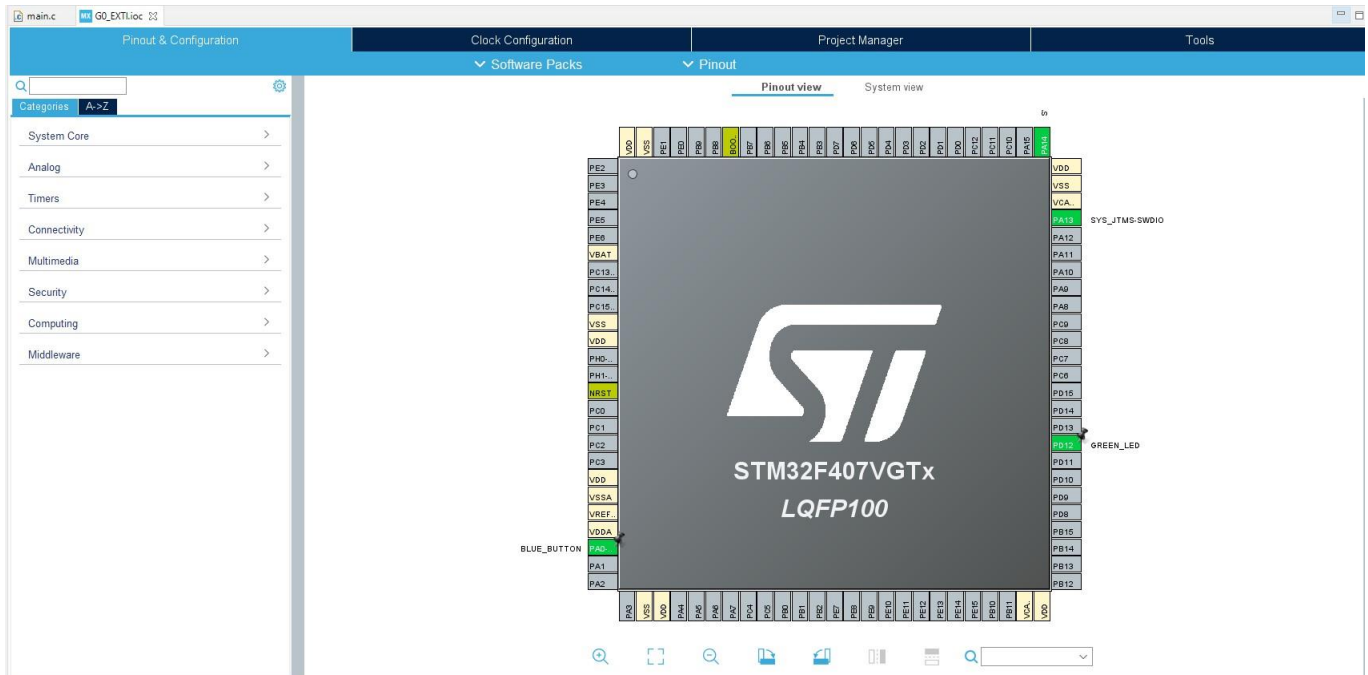 main.c
MX G0_EXTI.ioc
Pinout & Configuration
Clock Configuration
Project Manager
Tools
Software Packs
Pinout
Pinout view
System view
Categories
A->Z
System Core
Analog
Timers
Connectivity
Multimedia
Security
Computing
Middleware
VDD
VSS
PE1
PE0
PB9
PB8
BOO..
PB7
PB6
PB5
PB4
PB3
PD7
PD6
PD5
PD4
PD3
PD2
PD1
PD0
PC12
PC11
PC10
PA15
PA14
PE2
PE3
PE4
PE5
PE6
VBAT
PC13..
PC14..
PC15..
VSS
VDD
PH0-..
PH1-..
NRST
PC0
PC1
PC2
PC3
VDD
VSSA
VREF..
VDDA
BLUE_BUTTON
PA0-..
PA1
PA2
VDD
VSS
VCA..
PA13
SYS_JTMS-SWDIO
PA12
PA11
PA10
PA9
PA8
PC9
PC8
PC7
PC6
PD15
PD14
PD13
PD12
GREEN_LED
PD11
PD10
PD9
PD8
PB15
PB14
PB13
PB12
STM32F407VGTx
LQFP100
PA3
VSS
VDD
PA4
PA5
PA6
PA7
PC4
PC5
PB0
PB1
PB2
PE7
PE8
PE9
PE10
PE11
PE12
PE13
PE14
PE15
PB10
PB11
VCA..
VDD